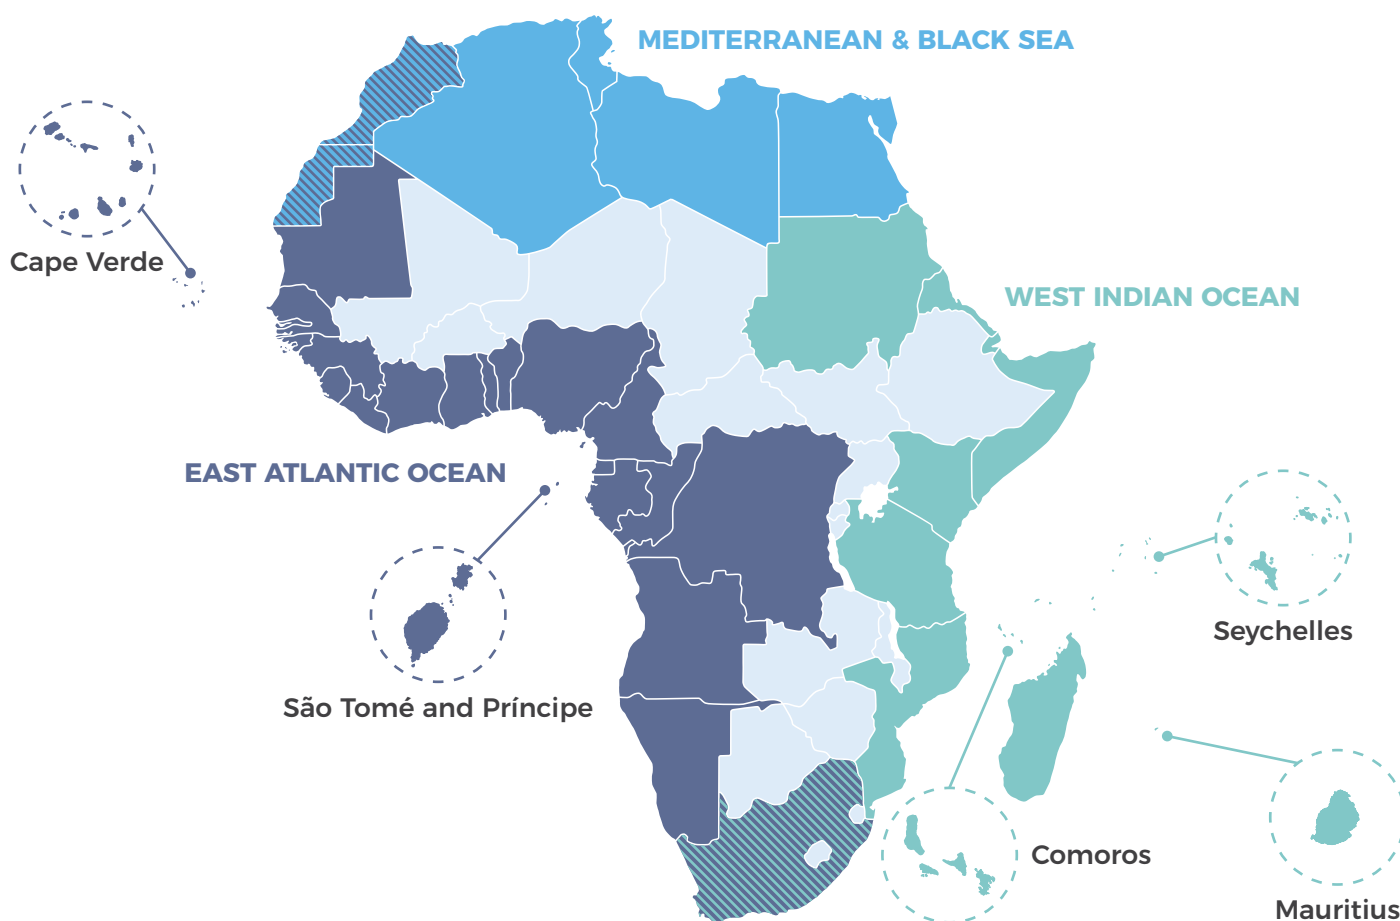 MEDITERRANEAN & BLACK SEA
Cape Verde
WEST INDIAN OCEAN
EAST ATLANTIC OCEAN
Seychelles
São Tomé and Príncipe
Comoros
Mauritius